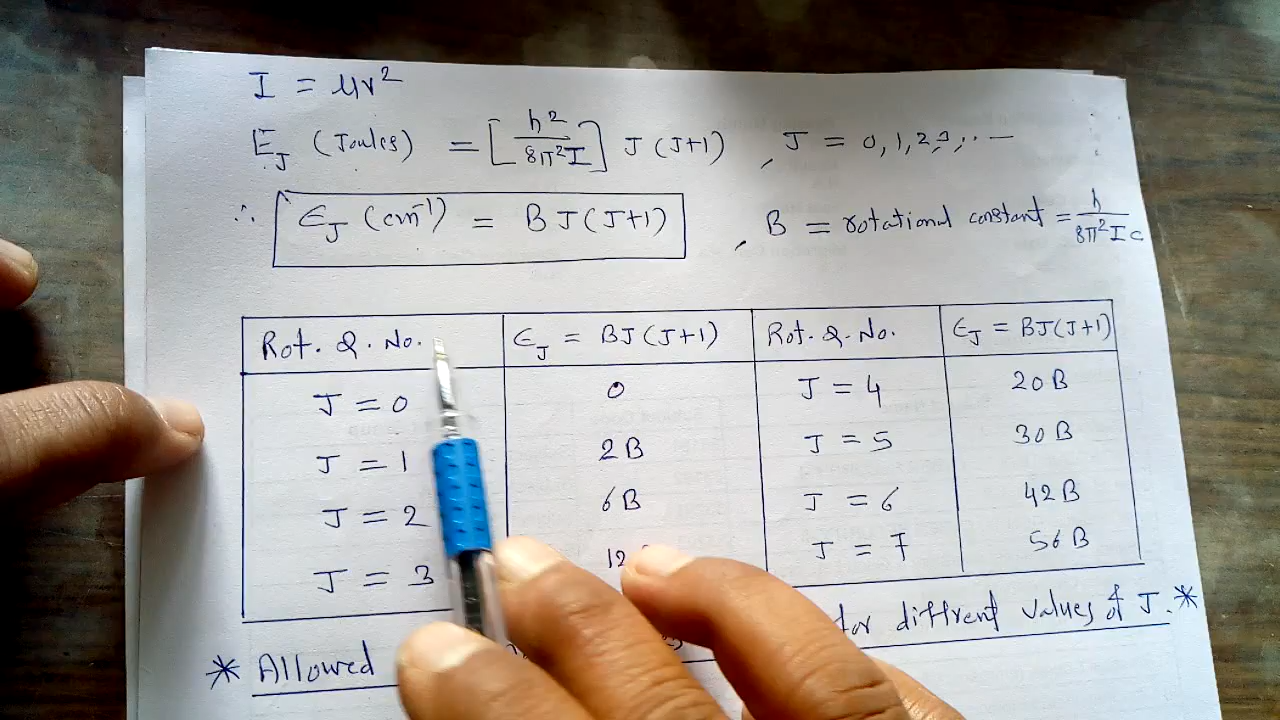 I = μr²
E_J (Joules) = [h²/8π²I] J(J+1) , J = 0, 1, 2, 3, ...
∴ ε_J (cm⁻¹) = BJ(J+1) , B = rotational constant = h/8π²Ic
Rot. Q. No. ε_J = BJ(J+1) Rot. Q. No. ε_J = BJ(J+1)
J = 0 0 J = 4 20B
J = 1 2B J = 5 30B
J = 2 6B J = 6 42B
J = 3 12 J = 7 56B
* Allowed for different values of J. *